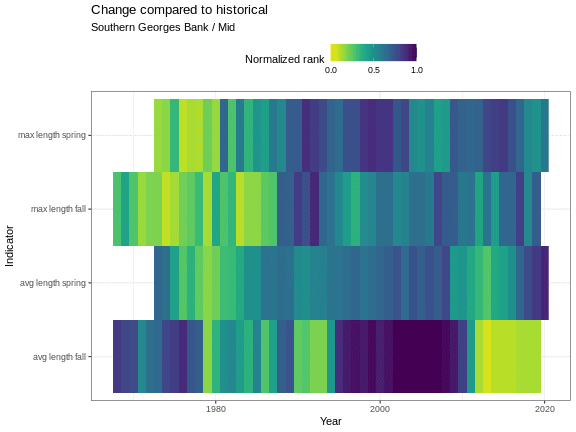 Change compared to historical
Southern Georges Bank / Mid
Normalized rank
0.0 0.5 1.0
Indicator
max length spring
max length fall
avg length spring
avg length fall
1980 2000 2020
Year